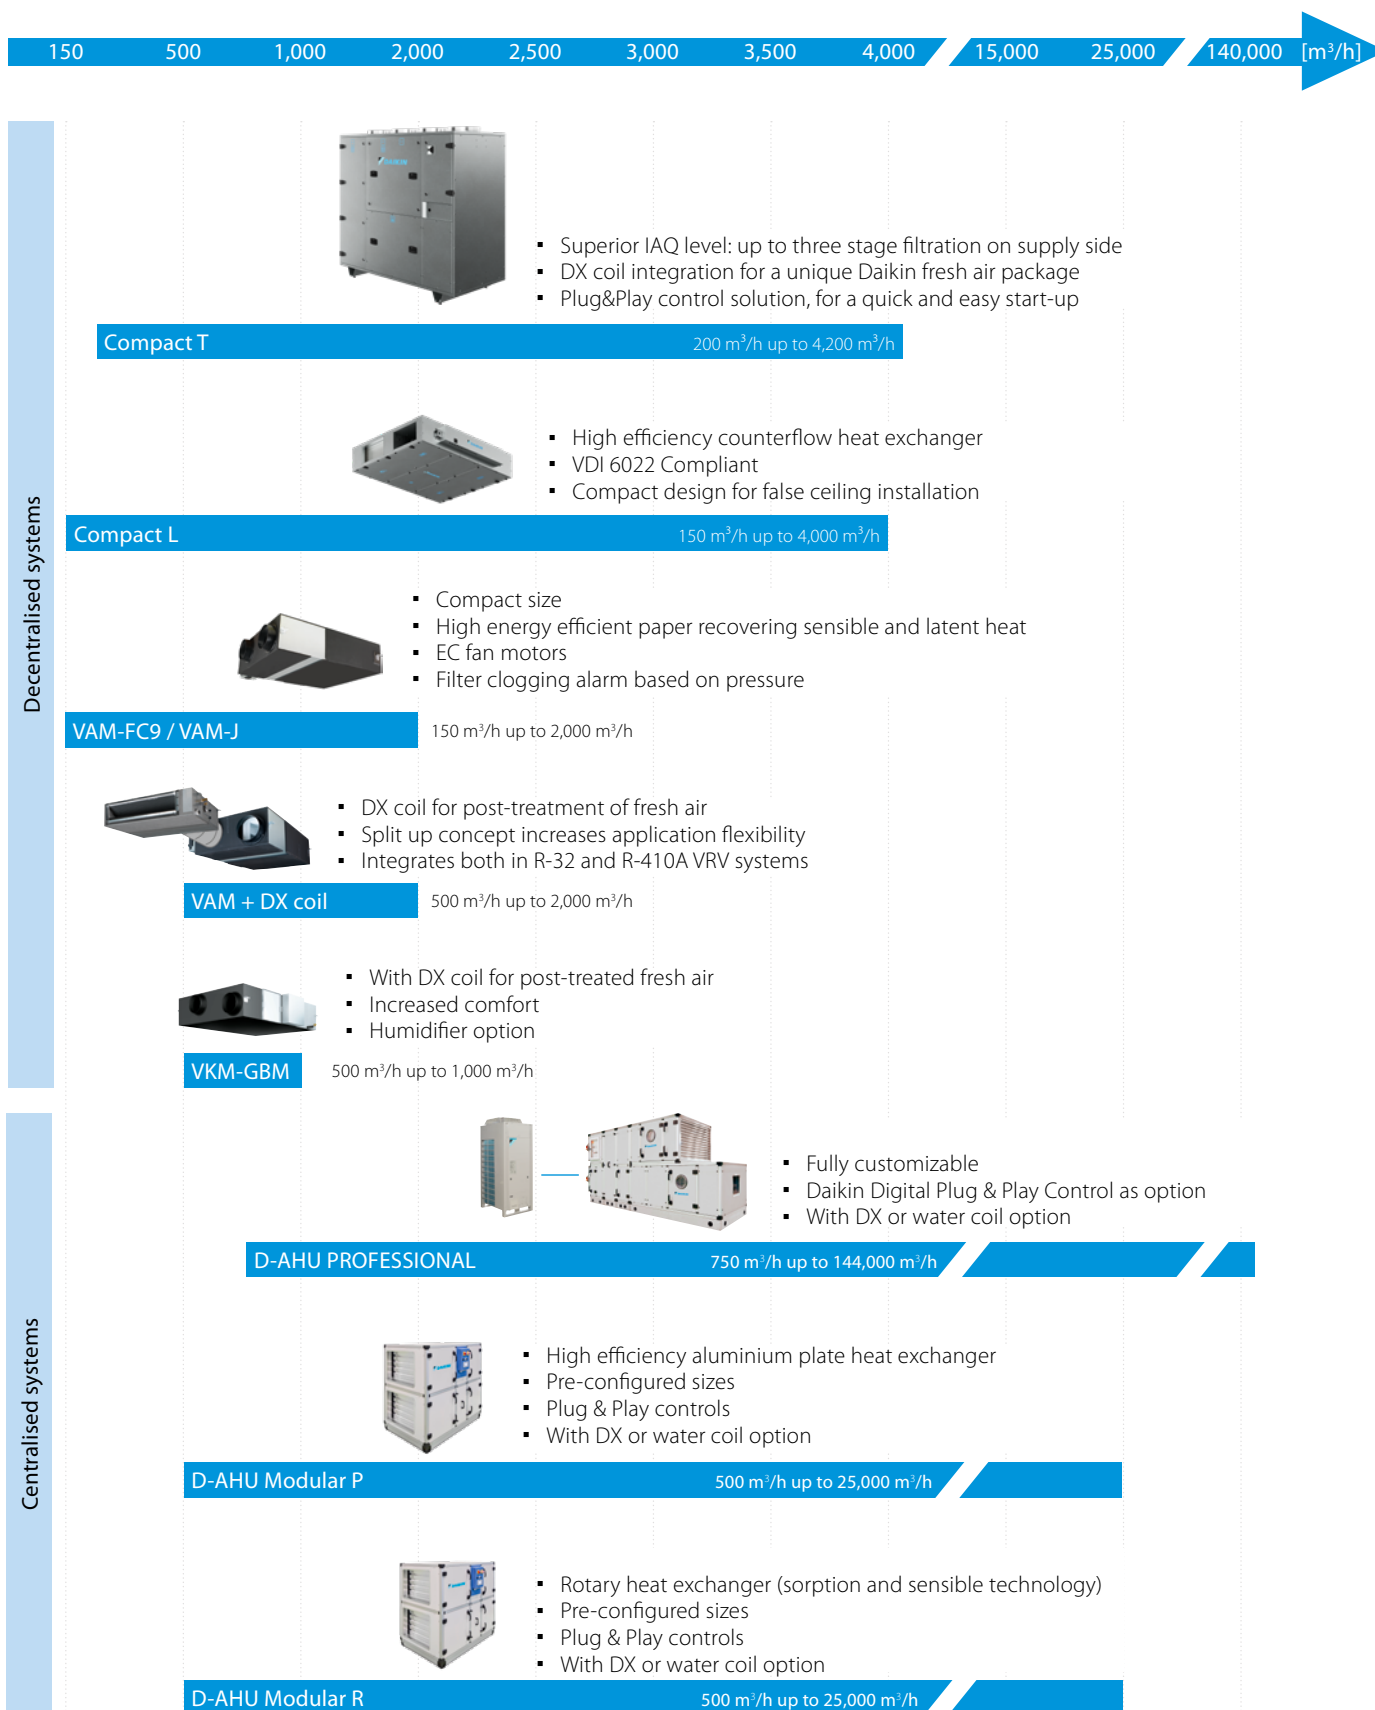 150 500 1,000 2,000 2,500 3,000 3,500 4,000 15,000 25,000 140,000 [m³/h]
Decentralised systems
▪ Superior IAQ level: up to three stage filtration on supply side
▪ DX coil integration for a unique Daikin fresh air package
▪ Plug&Play control solution, for a quick and easy start-up
Compact T 200 m³/h up to 4,200 m³/h
▪ High efficiency counterflow heat exchanger
▪ VDI 6022 Compliant
▪ Compact design for false ceiling installation
Compact L 150 m³/h up to 4,000 m³/h
▪ Compact size
▪ High energy efficient paper recovering sensible and latent heat
▪ EC fan motors
▪ Filter clogging alarm based on pressure
VAM-FC9 / VAM-J 150 m³/h up to 2,000 m³/h
▪ DX coil for post-treatment of fresh air
▪ Split up concept increases application flexibility
▪ Integrates both in R-32 and R-410A VRV systems
VAM + DX coil 500 m³/h up to 2,000 m³/h
▪ With DX coil for post-treated fresh air
▪ Increased comfort
▪ Humidifier option
VKM-GBM 500 m³/h up to 1,000 m³/h
Centralised systems
▪ Fully customizable
▪ Daikin Digital Plug & Play Control as option
▪ With DX or water coil option
D-AHU PROFESSIONAL 750 m³/h up to 144,000 m³/h
▪ High efficiency aluminium plate heat exchanger
▪ Pre-configured sizes
▪ Plug & Play controls
▪ With DX or water coil option
D-AHU Modular P 500 m³/h up to 25,000 m³/h
▪ Rotary heat exchanger (sorption and sensible technology)
▪ Pre-configured sizes
▪ Plug & Play controls
▪ With DX or water coil option
D-AHU Modular R 500 m³/h up to 25,000 m³/h